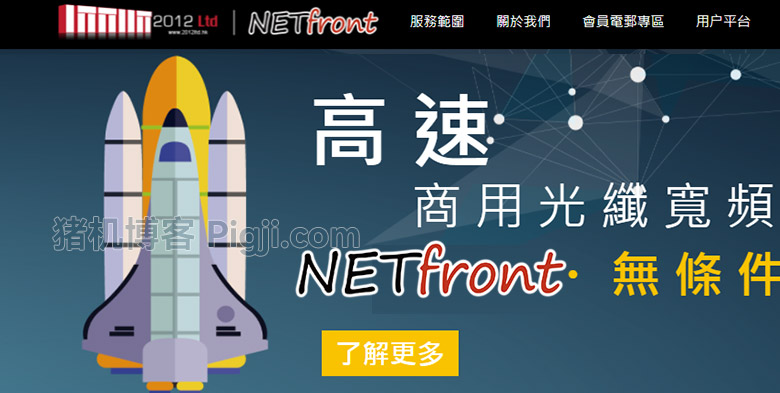 2012 Ltd
www.2012ltd.hk
NETfront
服務範圍
關於我們
會員電郵專區
用户平台
高速
商用光纖寬頻
猪机博客 Pigji.com
NETfront· 無條件
了解更多